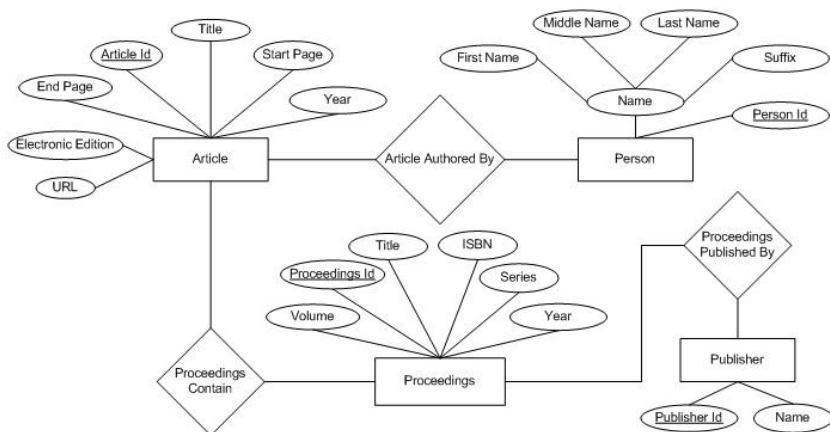 Title
Middle Name
Last Name
Article Id
Start Page
First Name
Suffix
End Page
Year
Name
Person Id
Electronic Edition
Article
Article Authored By
Person
URL
Title
ISBN
Proceedings
Published By
Proceedings Id
Series
Volume
Year
Proceedings
Contain
Proceedings
Publisher
Publisher Id
Name